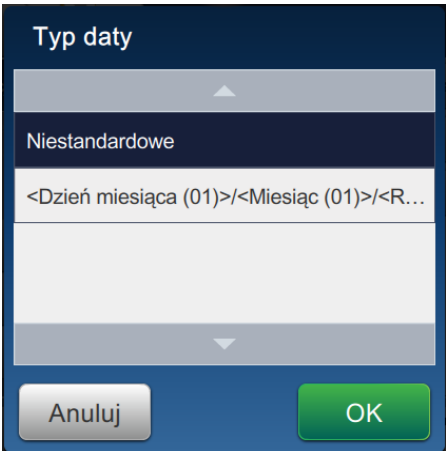 Typ daty
Niestandardowe
<Dzień miesiąca (01)>/<Miesiąc (01)>/<R...
Anuluj
OK